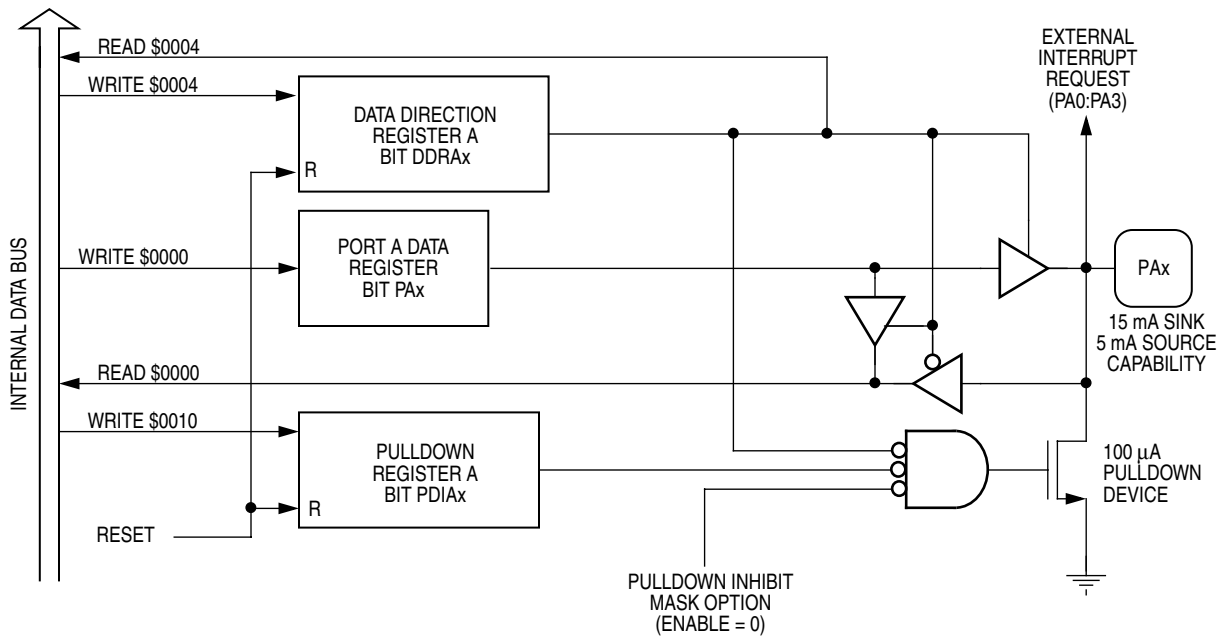 EXTERNAL
INTERRUPT
REQUEST
(PA0:PA3)
READ $0004
WRITE $0004
DATA DIRECTION
REGISTER A
BIT DDRAx
R
INTERNAL DATA BUS
WRITE $0000
PORT A DATA
REGISTER
BIT PAx
PAx
15 mA SINK
5 mA SOURCE
CAPABILITY
READ $0000
WRITE $0010
PULLDOWN
REGISTER A
BIT PDIAx
R
100 μA
PULLDOWN
DEVICE
RESET
PULLDOWN INHIBIT
MASK OPTION
(ENABLE = 0)